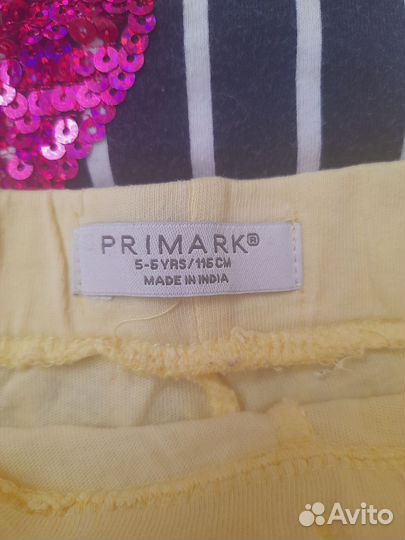 PRIMARK®
5-6 YRS/116 CM
MADE IN INDIA
Avito